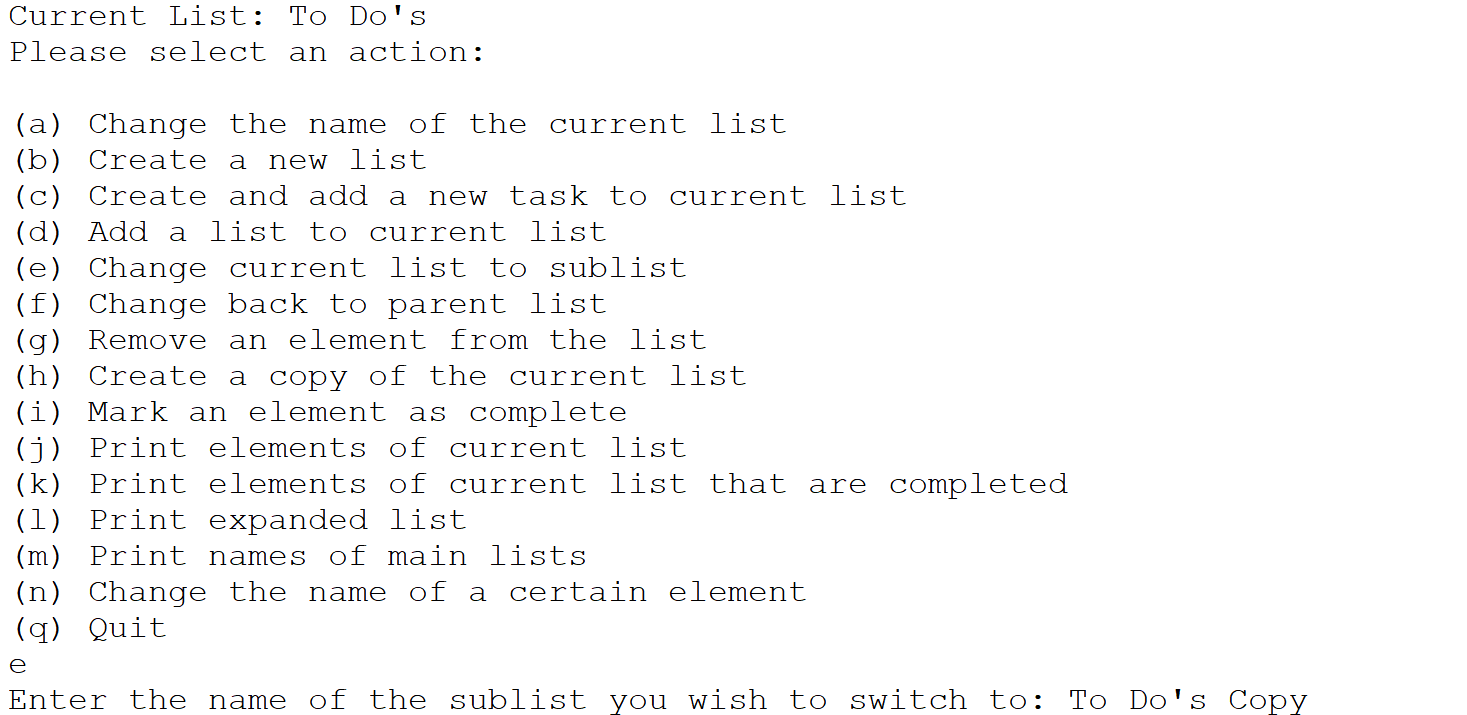 Current List: To Do's
Please select an action:
(a) Change the name of the current list
(b) Create a new list
(c) Create and add a new task to current list
(d) Add a list to current list
(e) Change current list to sublist
(f) Change back to parent list
(g) Remove an element from the list
(h) Create a copy of the current list
(i) Mark an element as complete
(j) Print elements of current list
(k) Print elements of current list that are completed
(l) Print expanded list
(m) Print names of main lists
(n) Change the name of a certain element
(q) Quit
e
Enter the name of the sublist you wish to switch to: To Do's Copy